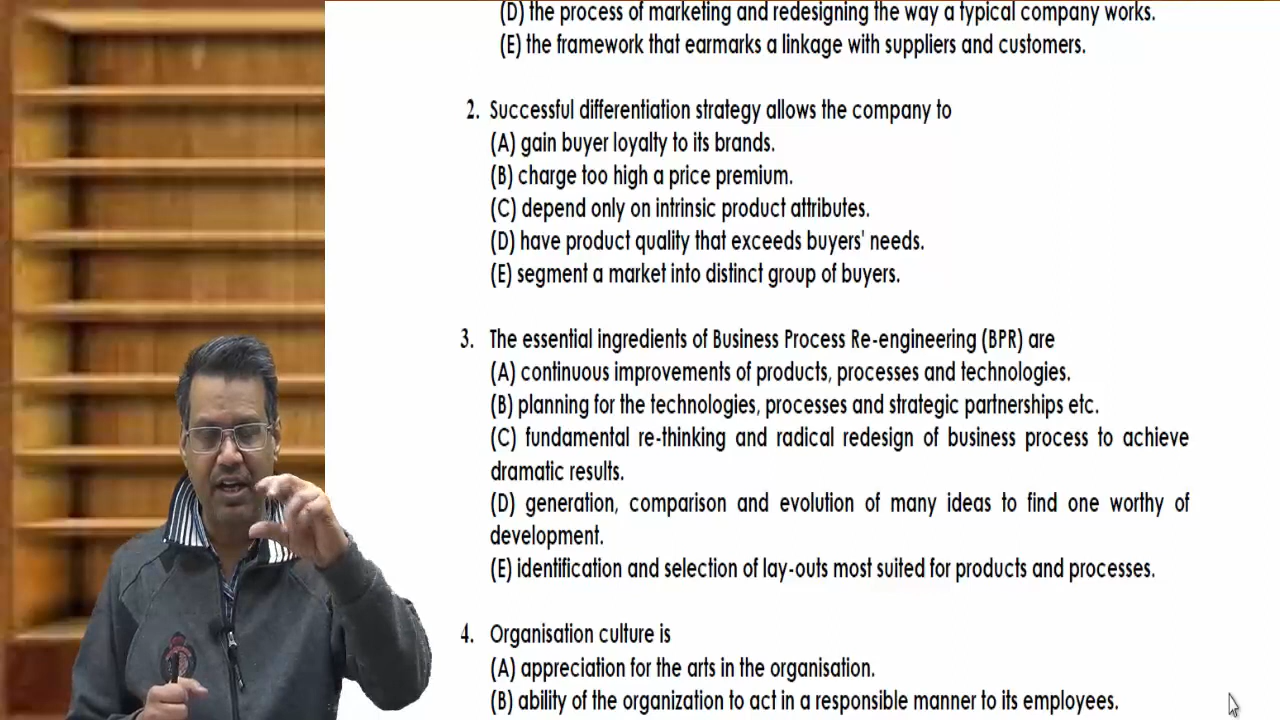 (D) the process of marketing and redesigning the way a typical company works.
(E) the framework that earmarks a linkage with suppliers and customers.
2. Successful differentiation strategy allows the company to
(A) gain buyer loyalty to its brands.
(B) charge too high a price premium.
(C) depend only on intrinsic product attributes.
(D) have product quality that exceeds buyers' needs.
(E) segment a market into distinct group of buyers.
3. The essential ingredients of Business Process Re-engineering (BPR) are
(A) continuous improvements of products, processes and technologies.
(B) planning for the technologies, processes and strategic partnerships etc.
(C) fundamental re-thinking and radical redesign of business process to achieve
dramatic results.
(D) generation, comparison and evolution of many ideas to find one worthy of
development.
(E) identification and selection of lay-outs most suited for products and processes.
4. Organisation culture is
(A) appreciation for the arts in the organisation.
(B) ability of the organization to act in a responsible manner to its employees.